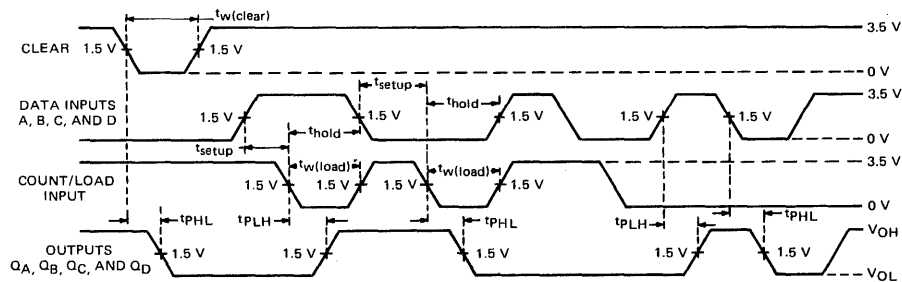 tw(clear)
3.5 V
CLEAR
1.5 V
1.5 V
0 V
tsetup
3.5 V
DATA INPUTS
A, B, C, AND D
1.5 V
1.5 V
thold
1.5 V
1.5 V
1.5 V
0 V
thold
tsetup
3.5 V
COUNT/LOAD
INPUT
tw(load)
1.5 V
1.5 V
tw(load)
1.5 V
1.5 V
0 V
tPHL
tPLH
tPHL
tPLH
tPHL
VOH
OUTPUTS
QA, QB, QC, AND QD
1.5 V
1.5 V
1.5 V
1.5 V
1.5 V
VOL